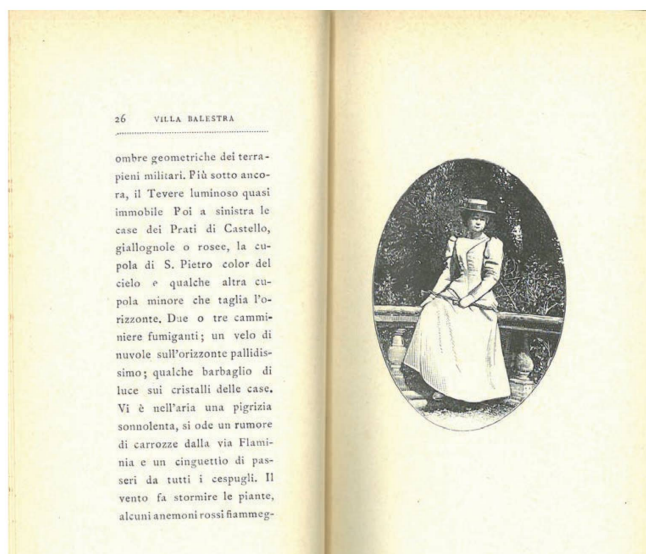 26 VILLA BALESTRA
ombre geometriche dei terra-
pieni militari. Più sotto anco-
ra, il Tevere luminoso quasi
immobile Poi a sinistra le
case dei Prati di Castello,
giallognole o rosee, la cu-
pola di S. Pietro color del
cielo e qualche altra cu-
pola minore che taglia l'o-
rizzonte. Due o tre cammi-
niere fumiganti; un velo di
nuvole sull'orizzonte pallidis-
simo; qualche barbaglio di
luce sui cristalli delle case.
Vi è nell'aria una pigrizia
sonnolenta, si ode un rumore
di carrozze dalla via Flami-
nia e un cinguettio di pas-
seri da tutti i cespugli. Il
vento fa stormire le piante,
alcuni anemoni rossi fiammeg-